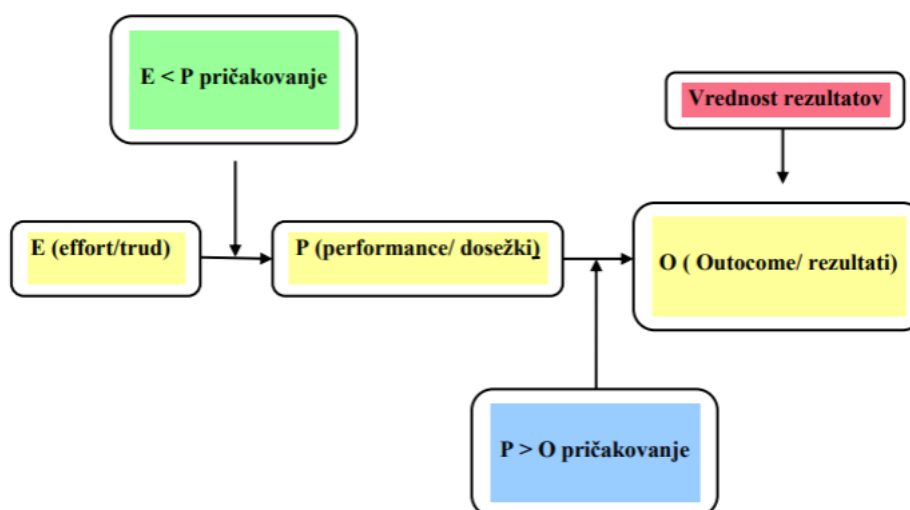 E < P pričakovanje
Vrednost rezultatov
E (effort/trud)
P (performance/ dosežki)
O ( Outocome/ rezultati)
P > O pričakovanje